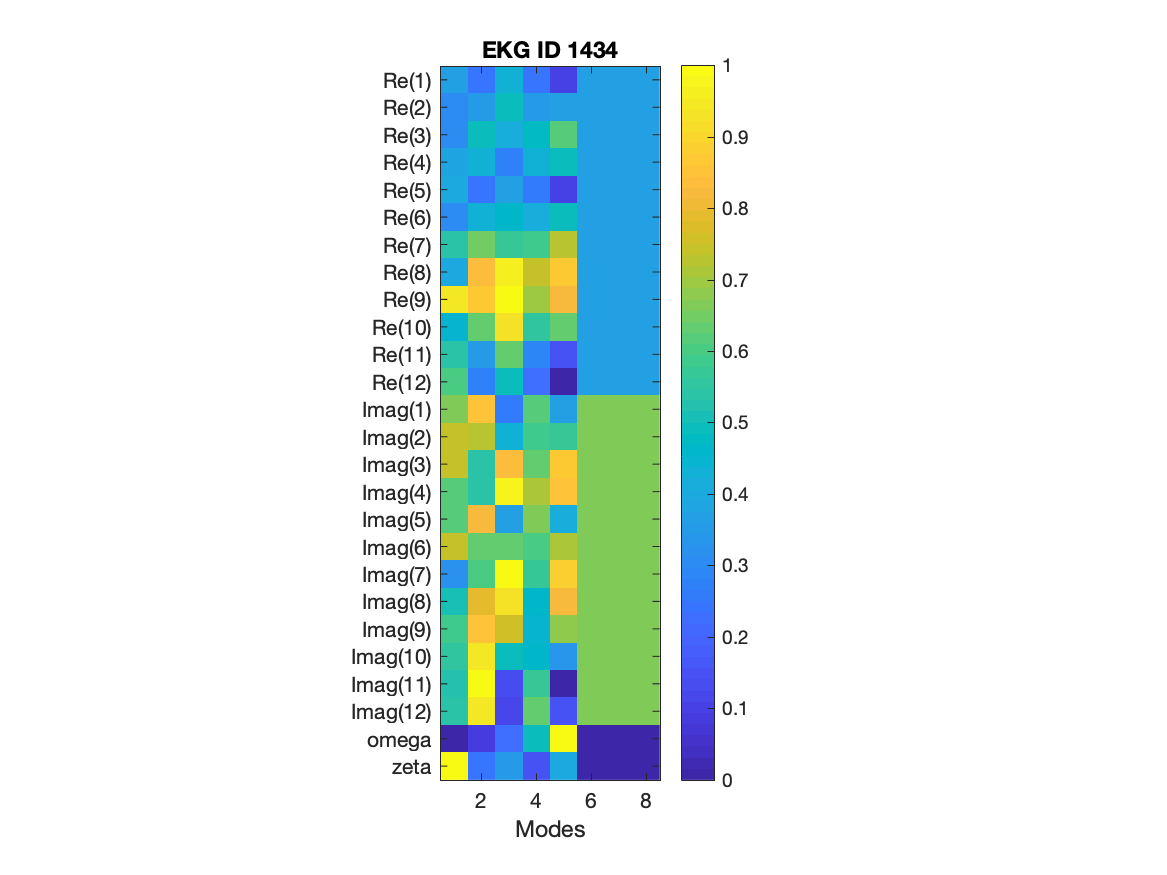 EKG ID 1434
Re(1)
Re(2)
Re(3)
Re(4)
Re(5)
Re(6)
Re(7)
Re(8)
Re(9)
Re(10)
Re(11)
Re(12)
Imag(1)
Imag(2)
Imag(3)
Imag(4)
Imag(5)
Imag(6)
Imag(7)
Imag(8)
Imag(9)
Imag(10)
Imag(11)
Imag(12)
omega
zeta
2 4 6 8
Modes
1
0.9
0.8
0.7
0.6
0.5
0.4
0.3
0.2
0.1
0